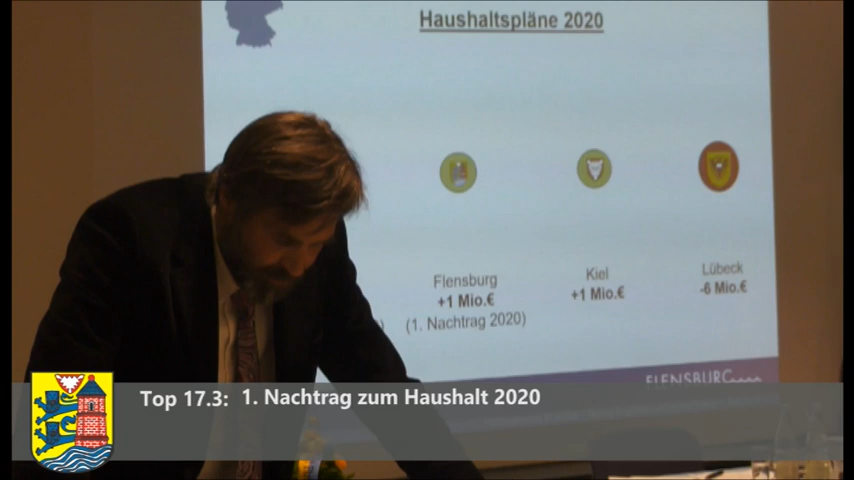 Haushaltspläne 2020
Flensburg
+1 Mio.€
(1. Nachtrag 2020)
Kiel
+1 Mio.€
Lübeck
-6 Mio.€
FLENSBURG
Top 17.3: 1. Nachtrag zum Haushalt 2020